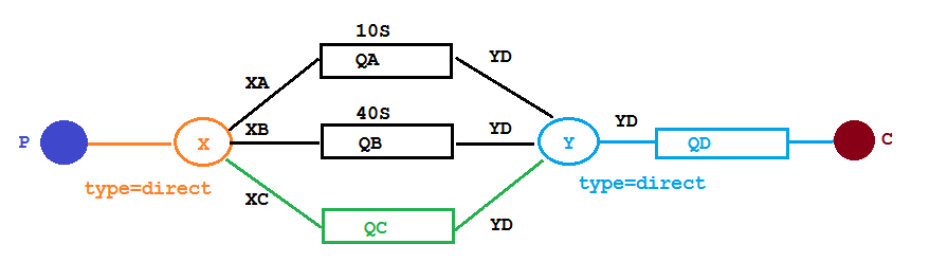 10S
QA
YD
XA
40S
XB
YD
YD
P
X
QB
Y
QD
C
type=direct
type=direct
XC
QC
YD